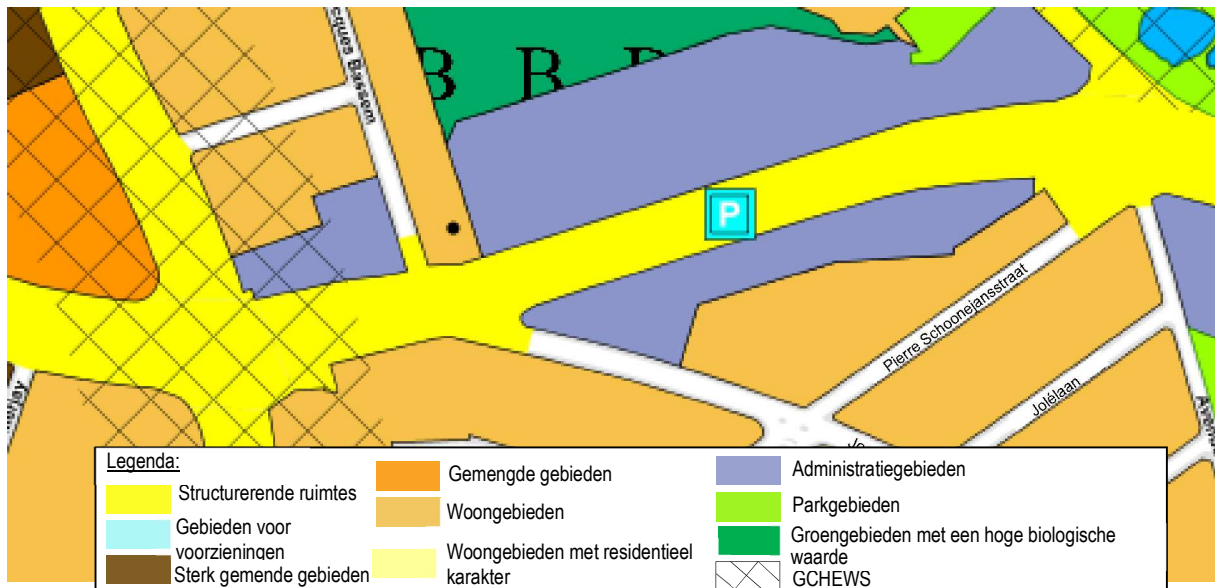 sques Bassem
B B
P
Pierre Schoonejansstraat
Jolélaan
Legenda:
Structurerende ruimtes
Gebieden voor
voorzieningen
Sterk gemende gebieden
Gemengde gebieden
Woongebieden
Woongebieden met residentieel
karakter
Administratiegebieden
Parkgebieden
Groengebieden met een hoge biologische
waarde
GCHEWS